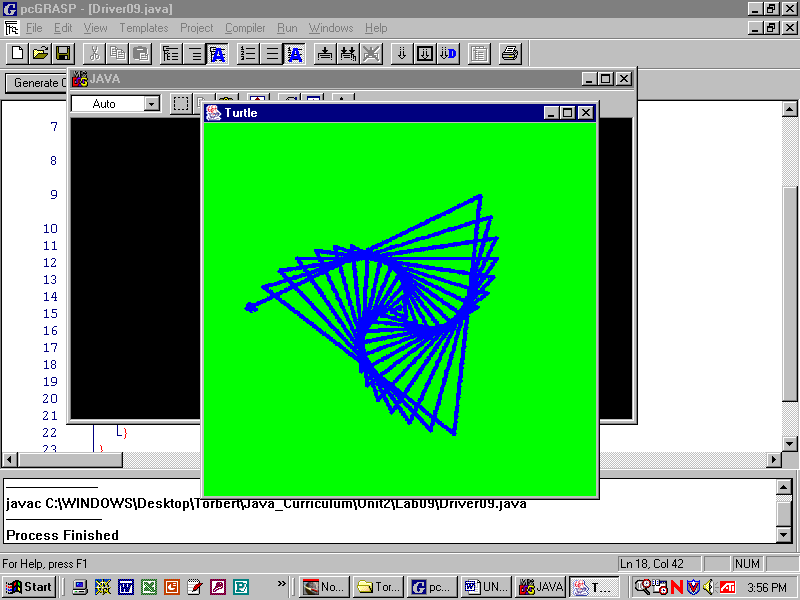 pcGRASP - [Driver09.java]
File Edit View Templates Project Compiler Run Windows Help
Generate
JAVA
Auto
Turtle
7
8
9
10
11
12
13
14
15
16
17
18
19
20
21
22 }
23 }
javac C:\WINDOWS\Desktop\Torbert\Java_Curriculum\Unit2\Lab09\Driver09.java
Process Finished
For Help, press F1 Ln 18, Col 42 NUM
Start » No... Tor... pc... UN... JAVA T... 3:56 PM